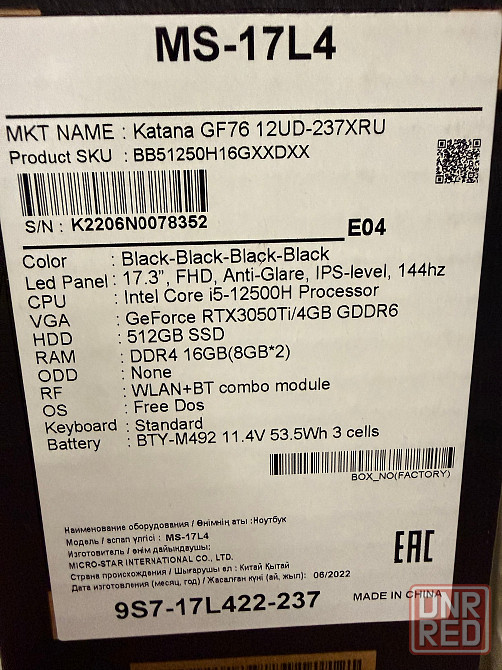 MS-17L4
MKT NAME : Katana GF76 12UD-237XRU
Product SKU : BB51250H16GXXDXX
S/N : K2206N0078352
E04
Color : Black-Black-Black-Black
Led Panel : 17.3”, FHD, Anti-Glare, IPS-level, 144hz
CPU : Intel Core i5-12500H Processor
VGA : GeForce RTX3050Ti/4GB GDDR6
HDD : 512GB SSD
RAM : DDR4 16GB(8GB*2)
ODD : None
RF : WLAN+BT combo module
OS : Free Dos
Keyboard : Standard
Battery : BTY-M492 11.4V 53.5Wh 3 cells
BOX_NO(FACTORY)
Наименование оборудования / Өнімнің аты :Ноутбук
Модель / аспап үлгісі : MS-17L4
Изготовитель / өнім дайындаушы;
MICRO-STAR INTERNATIONAL CO., LTD.
Страна происхождения / Шығарушы ел : Китай Қытай
Дата изготовления (месяц, год) / Жасалған күні (ай, жыл): 06/2022
EAC
9S7-17L422-237
MADE IN CHINA
UNR
RED